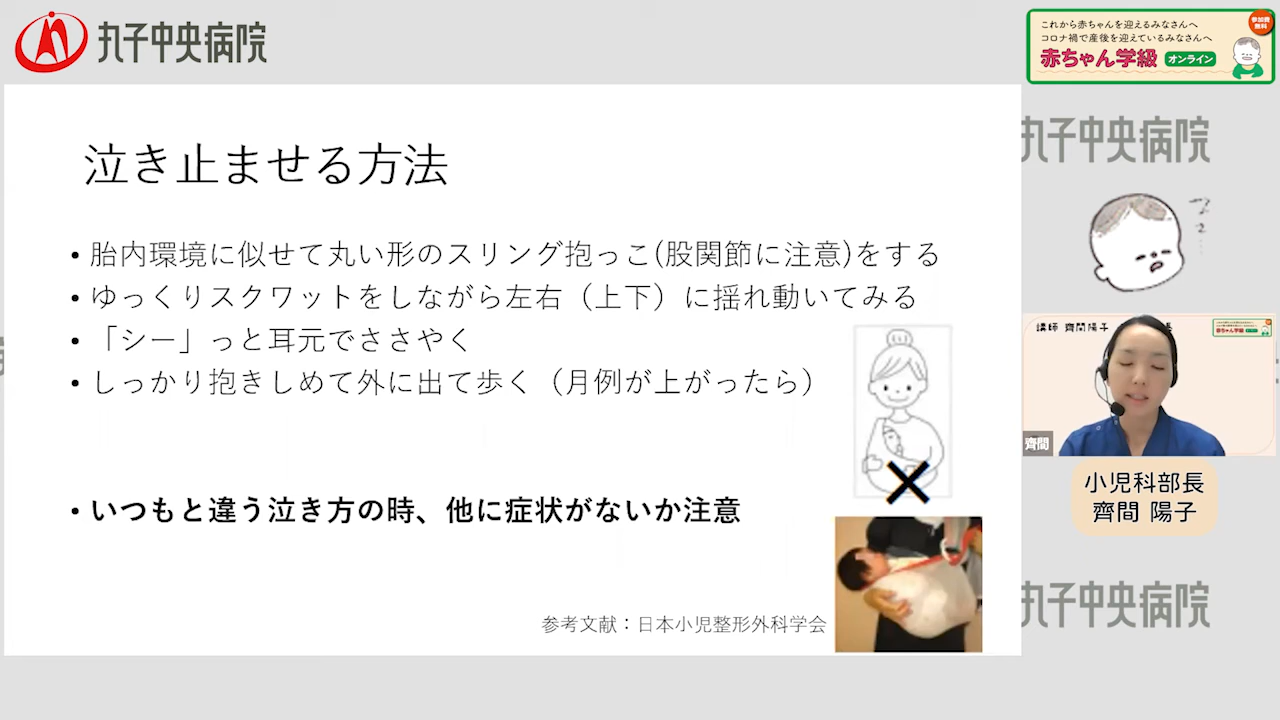 丸子中央病院
これから赤ちゃんを迎えるみなさんへ
コロナ禍で産後を迎えているみなさんへ
赤ちゃん学級 オンライン
参加費
無料
泣き止ませる方法
• 胎内環境に似せて丸い形のスリング抱っこ(股関節に注意)をする
• ゆっくりスクワットをしながら左右（上下）に揺れ動いてみる
• 「シー」っと耳元でささやく
• しっかり抱きしめて外に出て歩く（月例が上がったら）
• いつもと違う泣き方の時、他に症状がないか注意
参考文献：日本小児整形外科学会
丸子中央病院
講師 齊間陽子
長
赤ちゃん学級
齊間
小児科部長
齊間 陽子
丸子中央病院